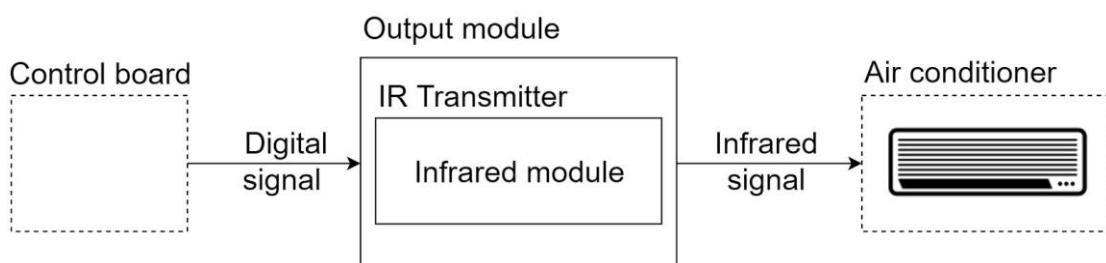 Output module
Control board
IR Transmitter
Air conditioner
Digital
signal
Infrared module
Infrared
signal